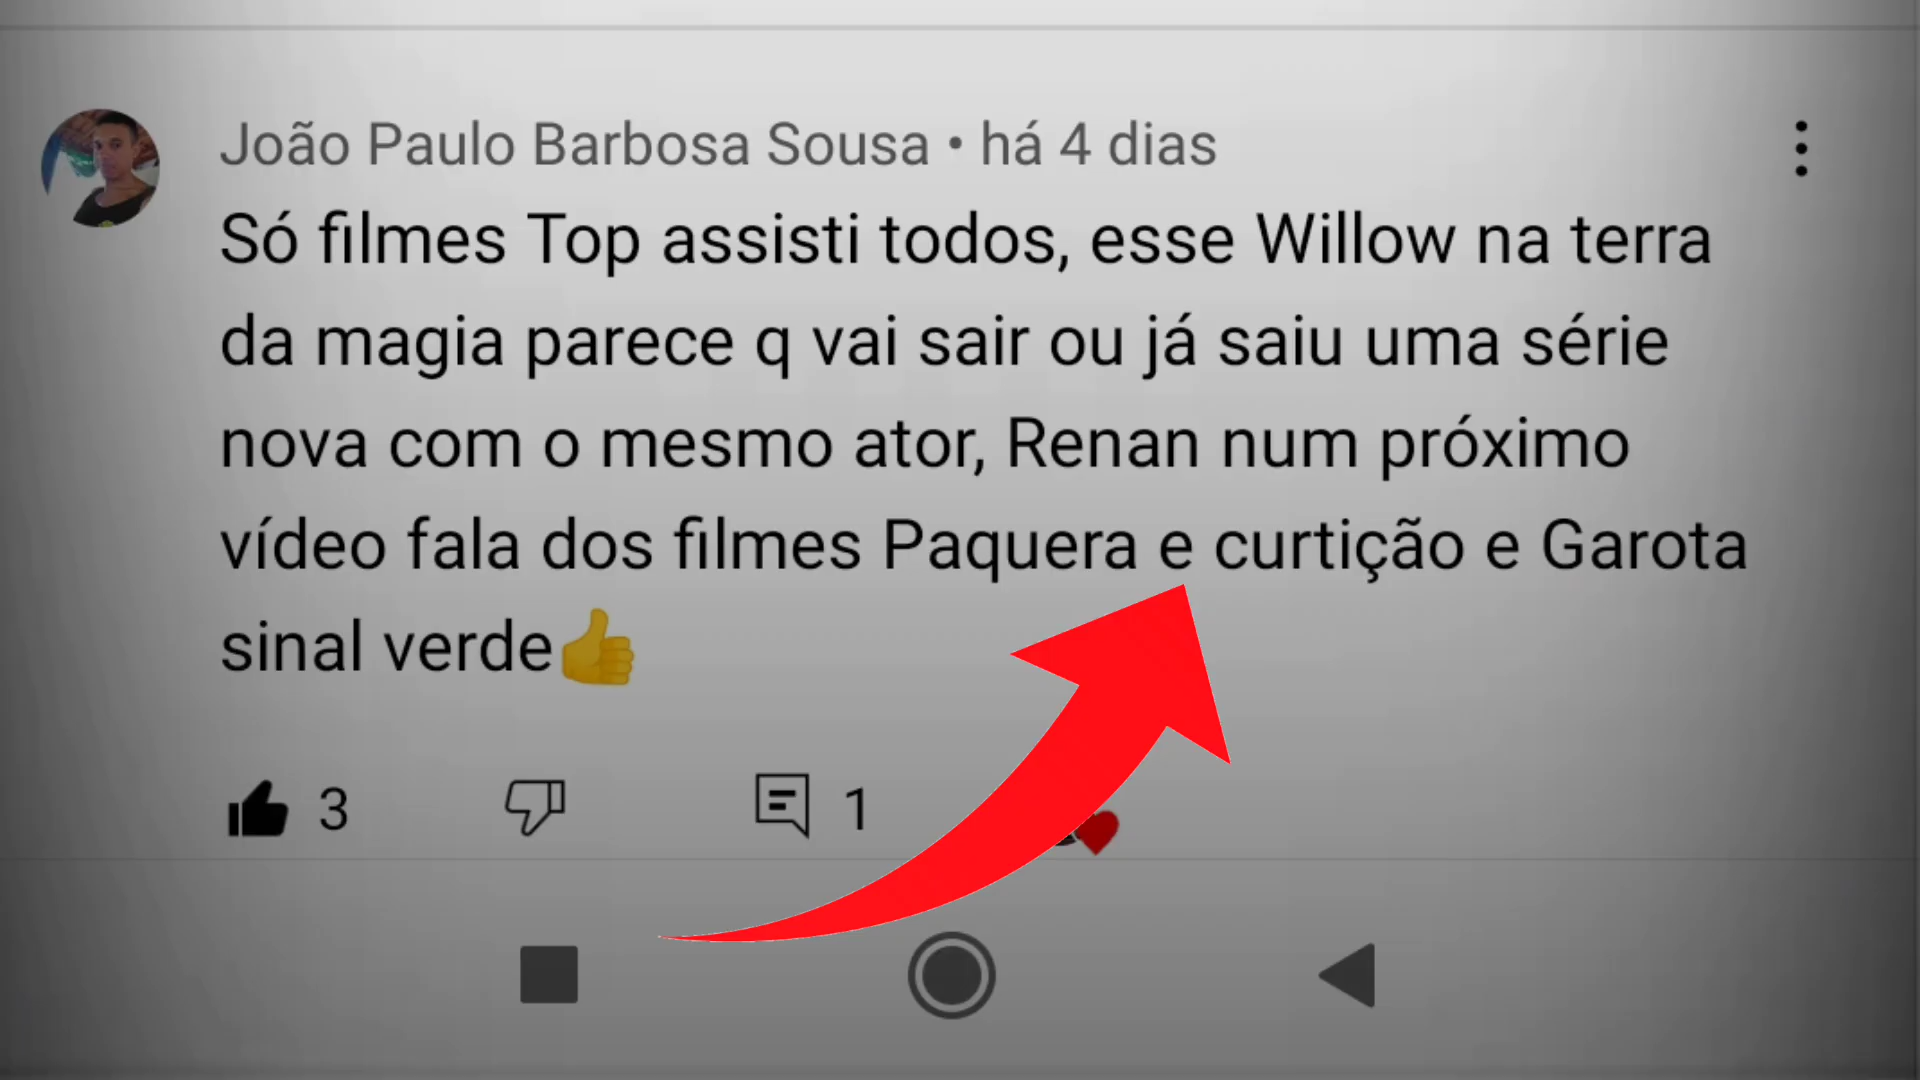 João Paulo Barbosa Sousa • há 4 dias
Só filmes Top assisti todos, esse Willow na terra
da magia parece q vai sair ou já saiu uma série
nova com o mesmo ator, Renan num próximo
vídeo fala dos filmes Paquera e curtição e Garota
sinal verde👍
3
1